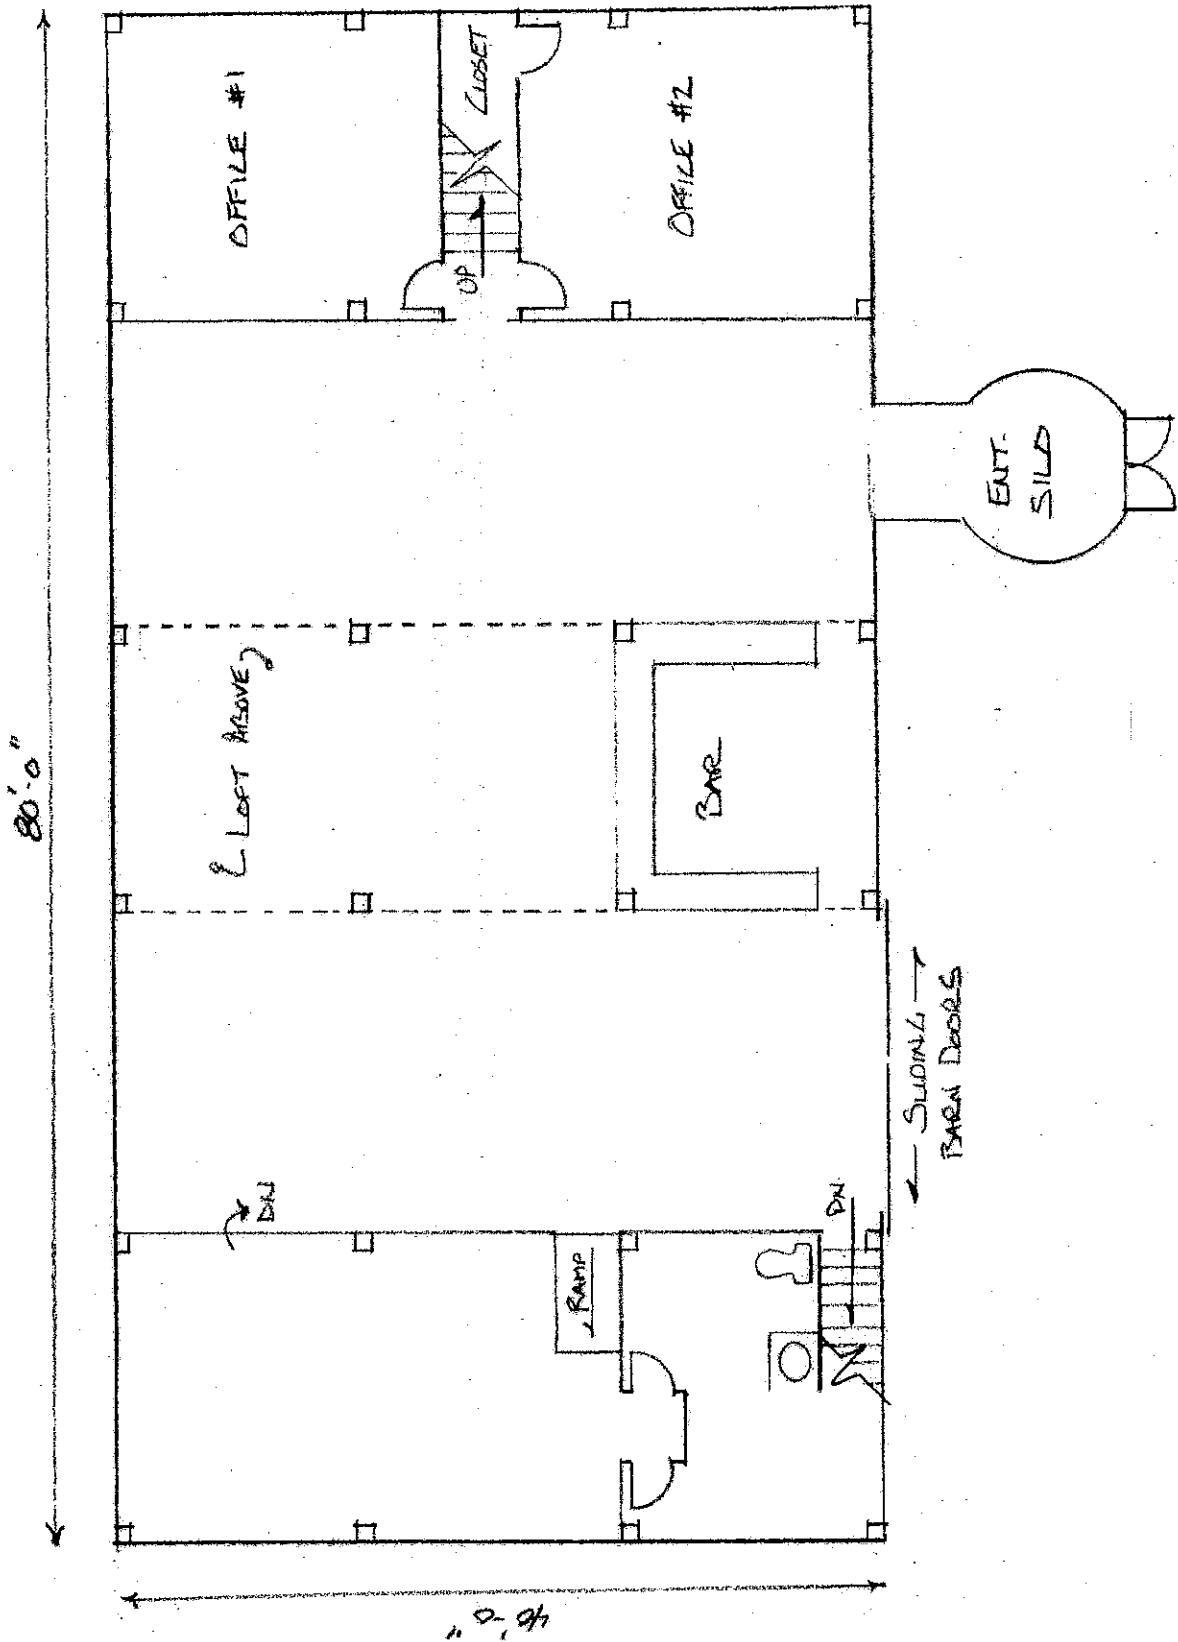 80'-0"
OFFICE #1
CLOSET
UP
OFFICE #2
ENT.
SILO
LOFT ABOVE
BAR
SLIDING
BARN DOORS
DN
RAMP
DN.
40'-0"